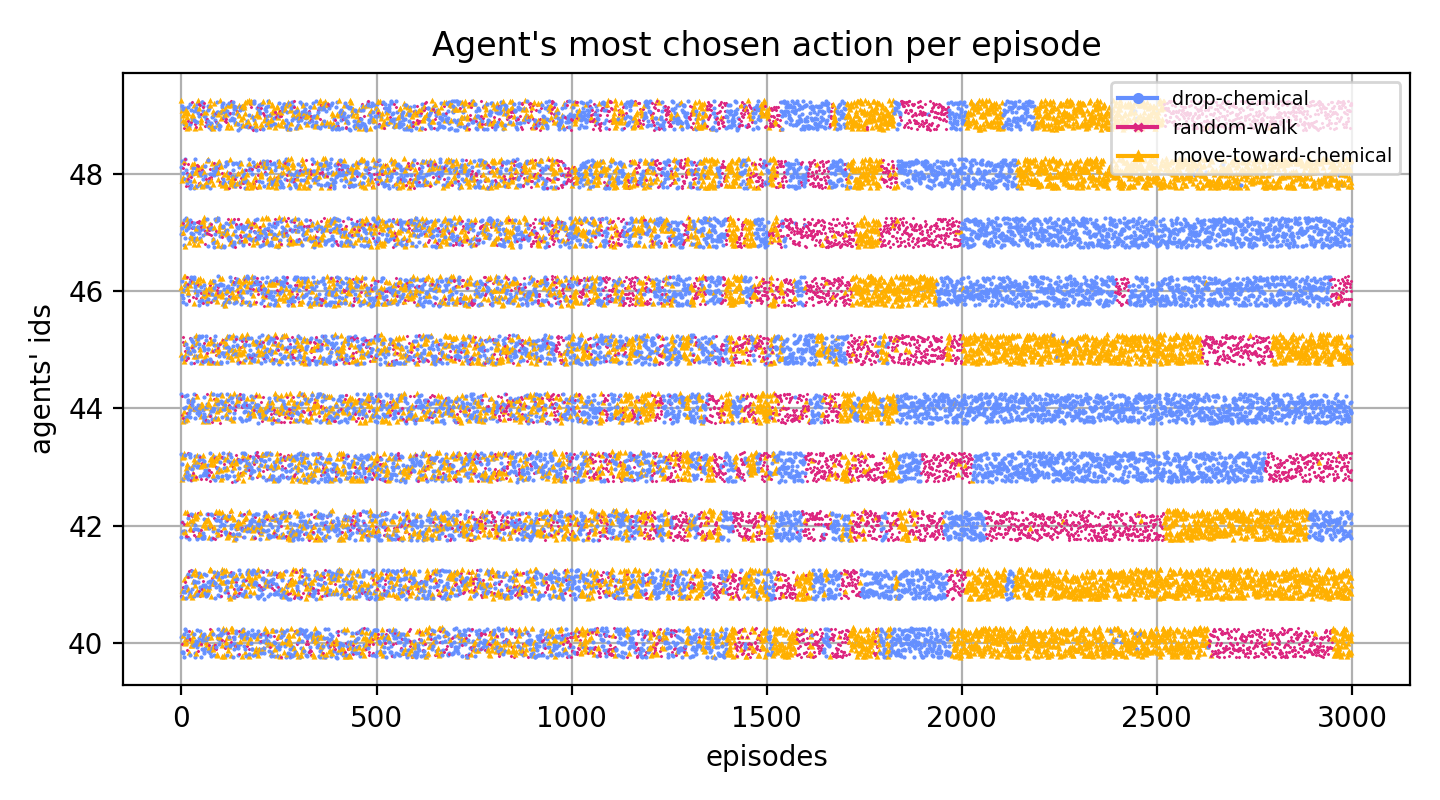 Agent's most chosen action per episode
drop-chemical
random-walk
move-toward-chemical
48
46
44
42
40
agents' ids
0 500 1000 1500 2000 2500 3000
episodes